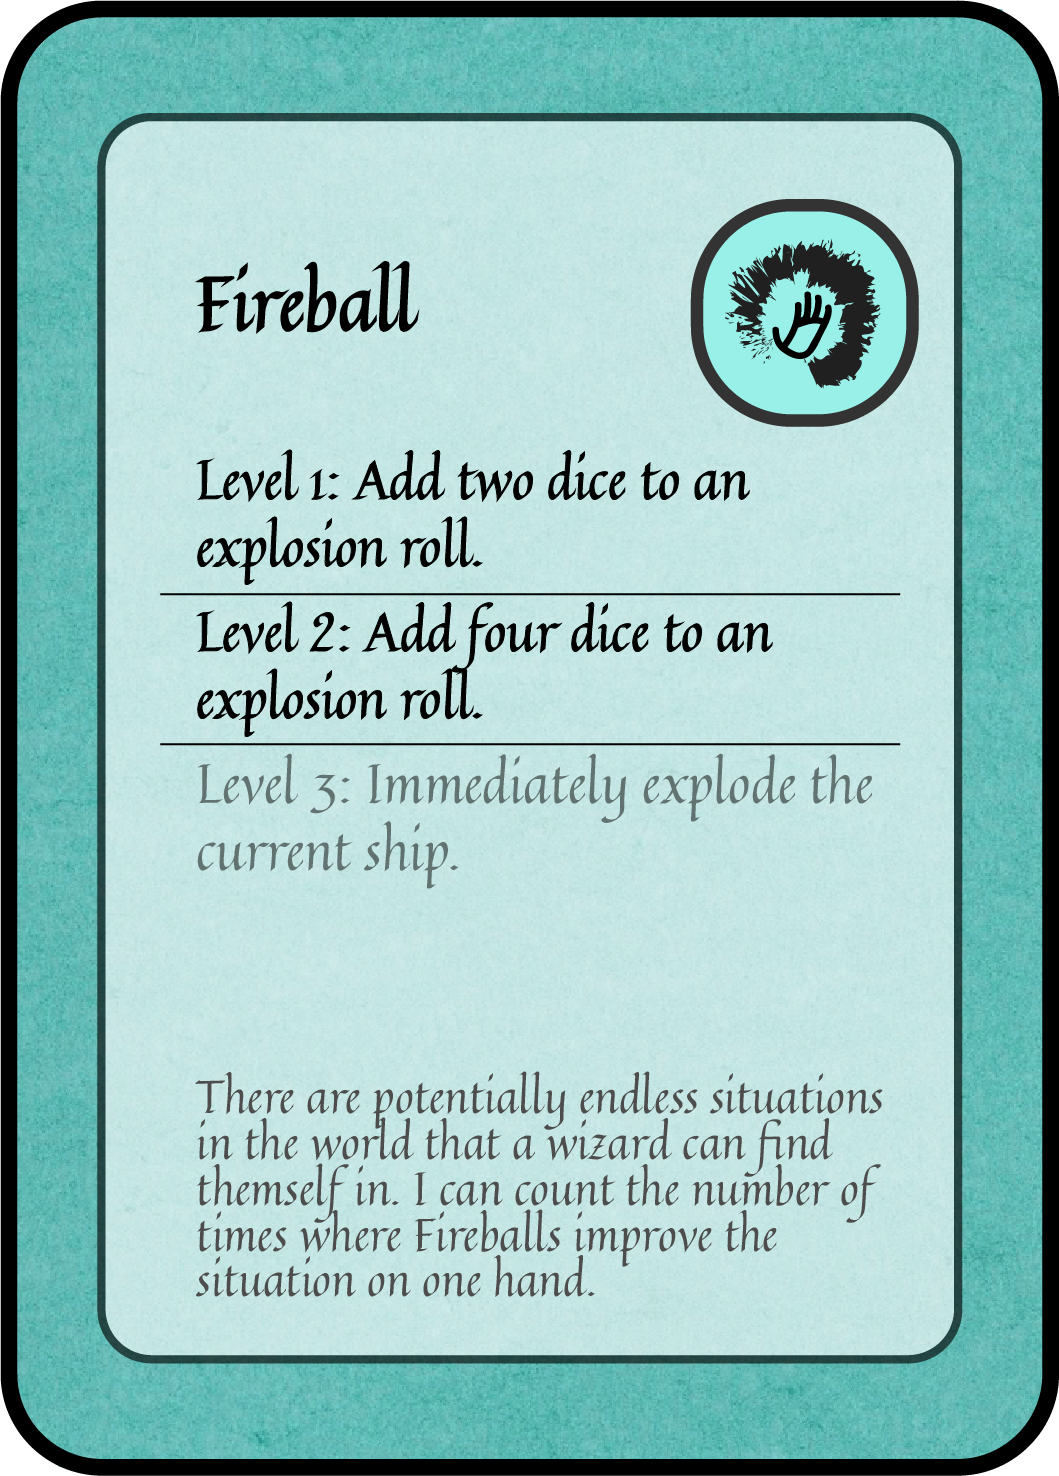 Fireball
Level 1: Add two dice to an
explosion roll.
Level 2: Add four dice to an
explosion roll.
Level 3: Immediately explode the
current ship.
There are potentially endless situations
in the world that a wizard can find
themself in. I can count the number of
times where Fireballs improve the
situation on one hand.